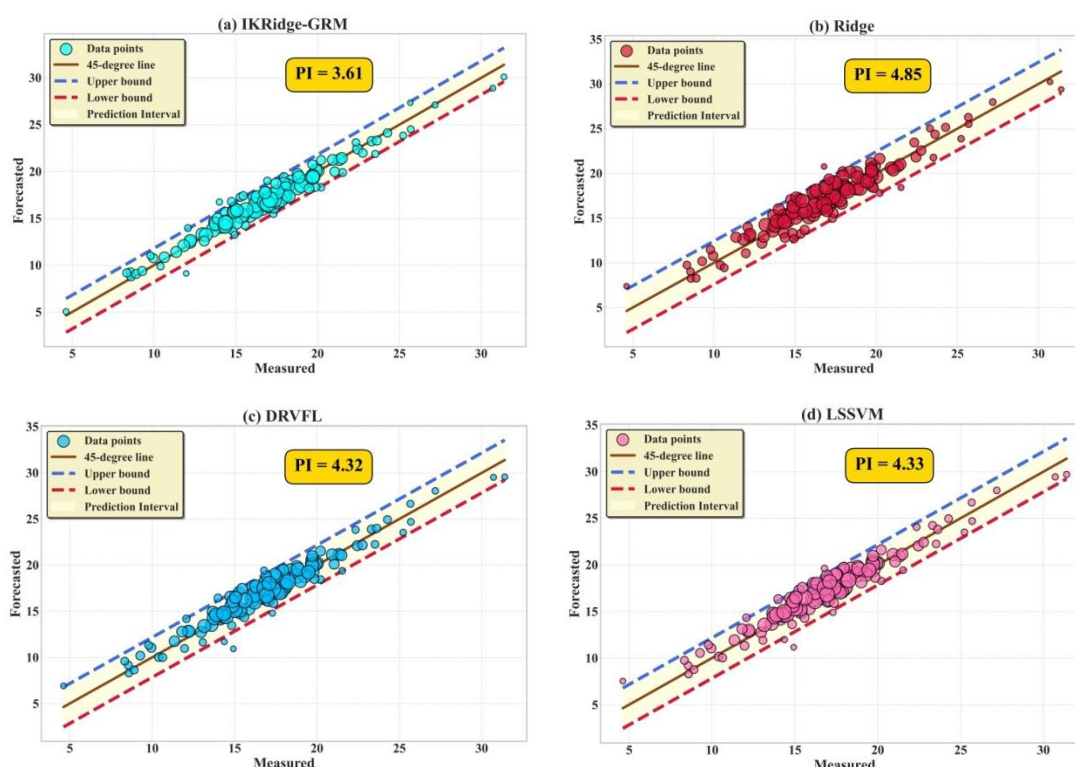 (a) IKRidge-GRM
Data points
45-degree line
Upper bound
Lower bound
Prediction Interval
PI = 3.61
30
25
20
15
10
5
Forecasted
5 10 15 20 25 30
Measured
(b) Ridge
Data points
45-degree line
Upper bound
Lower bound
Prediction Interval
PI = 4.85
35
30
25
20
15
10
5
Forecasted
5 10 15 20 25 30
Measured
(c) DRVFL
Data points
45-degree line
Upper bound
Lower bound
Prediction Interval
PI = 4.32
35
30
25
20
15
10
5
Forecasted
5 10 15 20 25 30
Measured
(d) LSSVM
Data points
45-degree line
Upper bound
Lower bound
Prediction Interval
PI = 4.33
35
30
25
20
15
10
5
Forecasted
5 10 15 20 25 30
Measured